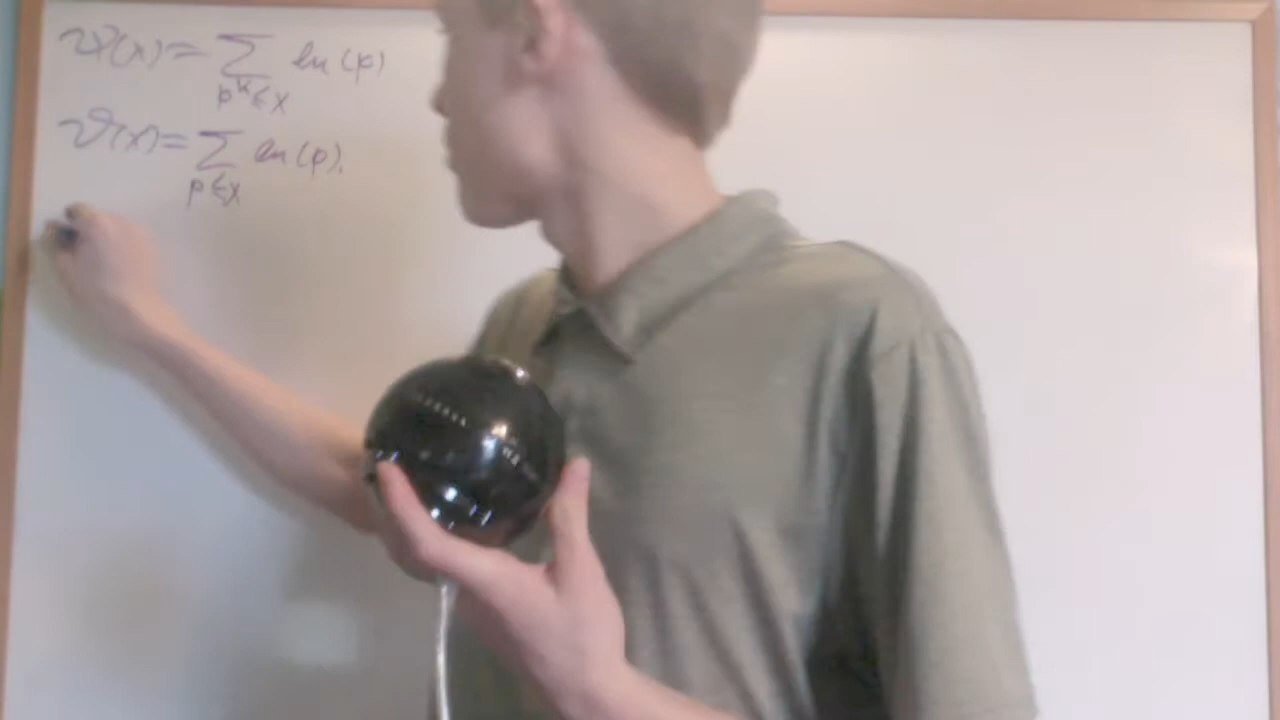 ψ(x) = ∑_{p^k ≤ x} ln(p)
ϑ(x) = ∑_{p ≤ x} ln(p).